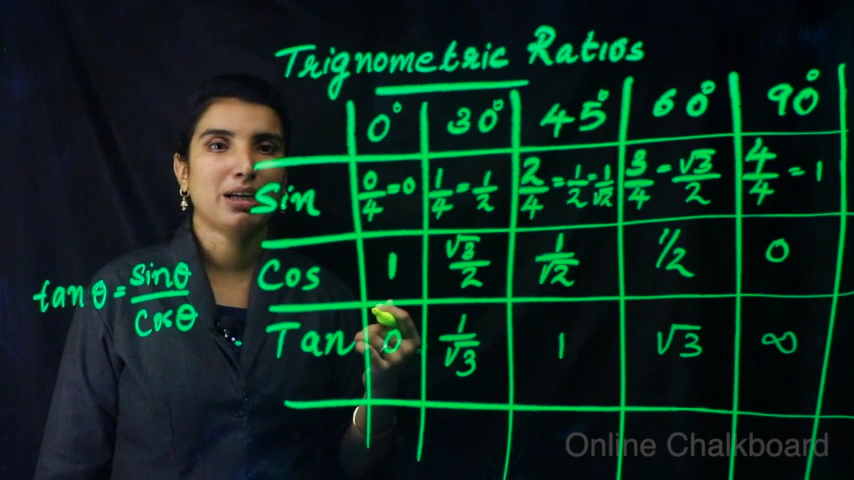 Trignometric Ratios
0° 30° 45° 60° 90°
Sin 0/4=0 1/4=1/2 2/4=1/2=1/√2 3/4=√3/2 4/4=1
Cos 1 √3/2 1/√2 1/2 0
tan θ = sinθ/cosθ
Tan 0 1/√3 1 √3 ∞
Online Chalkboard